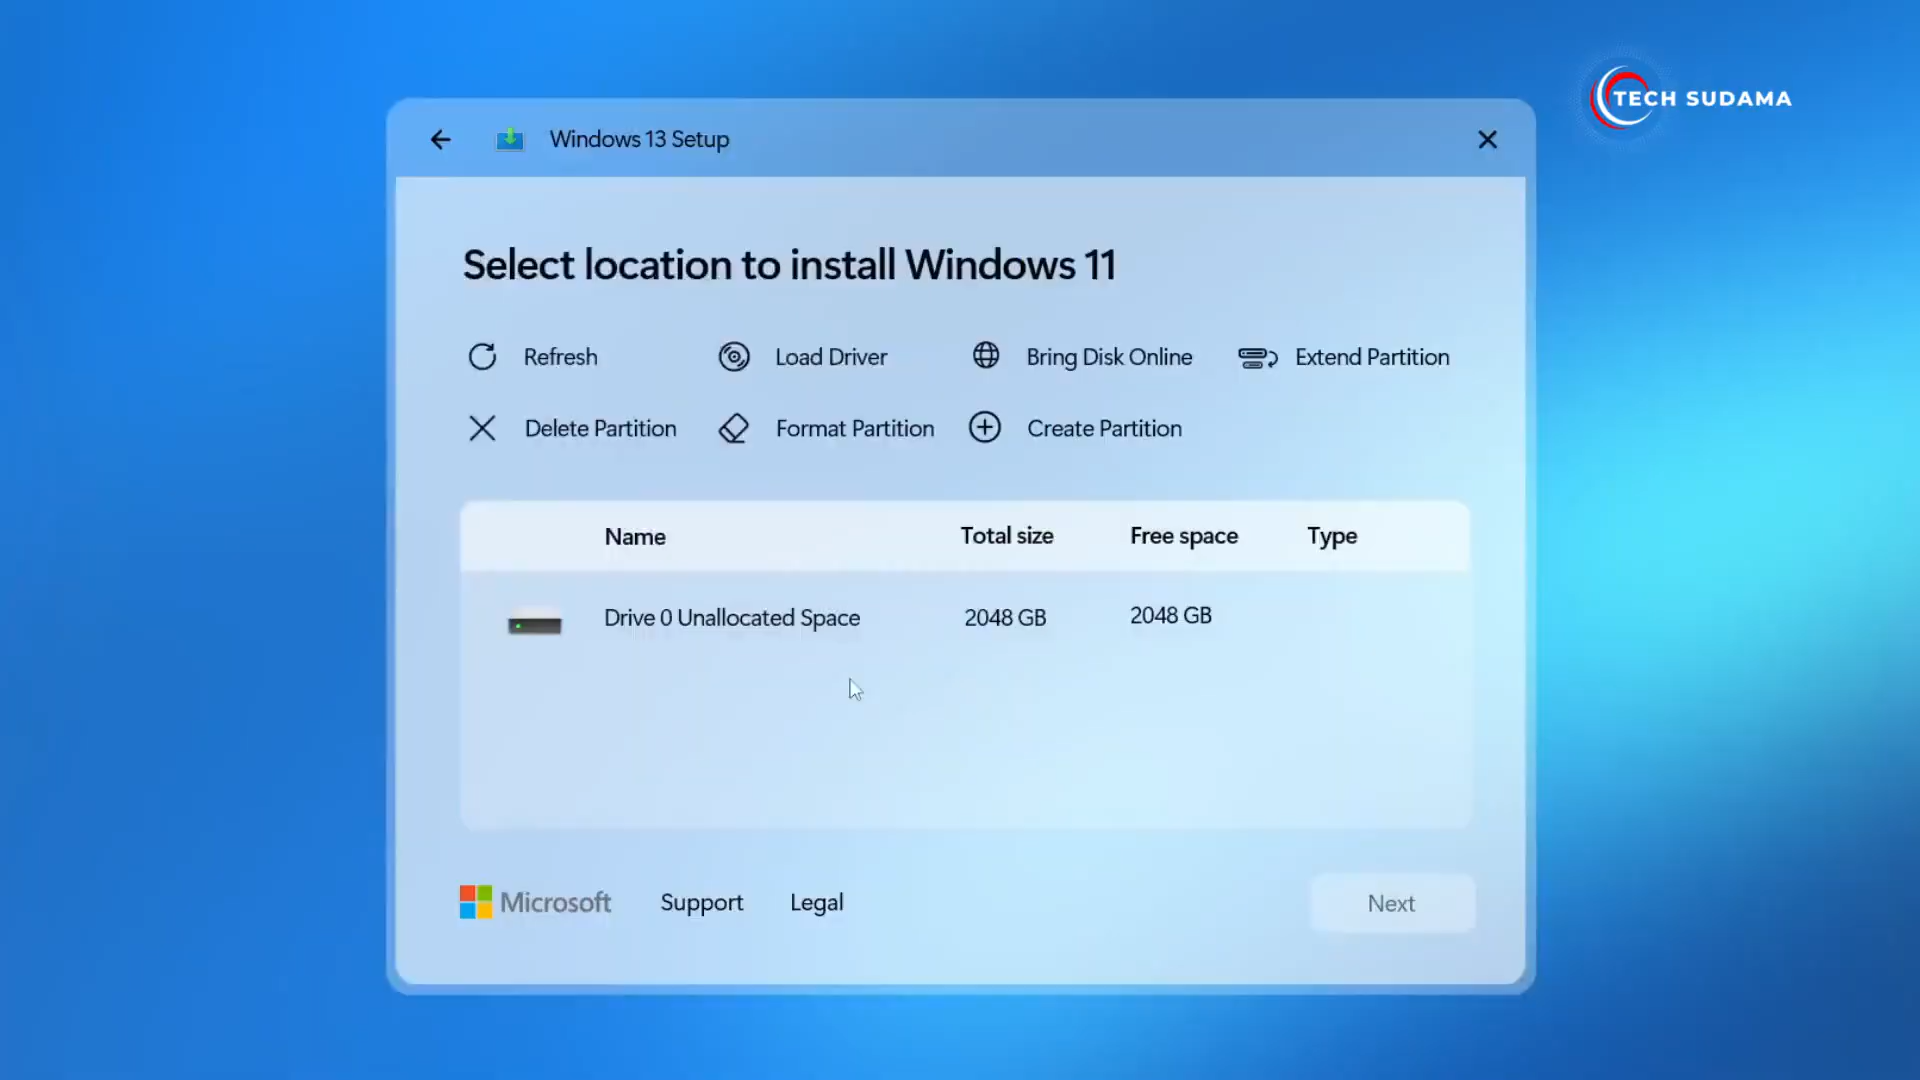 TECH SUDAMA
Windows 13 Setup
Select location to install Windows 11
Refresh Load Driver Bring Disk Online Extend Partition
Delete Partition Format Partition Create Partition
Name Total size Free space Type
Drive 0 Unallocated Space 2048 GB 2048 GB
Microsoft Support Legal Next